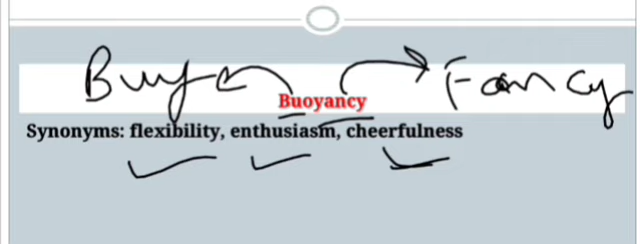 Buy Fancy
Buoyancy
Synonyms: flexibility, enthusiasm, cheerfulness